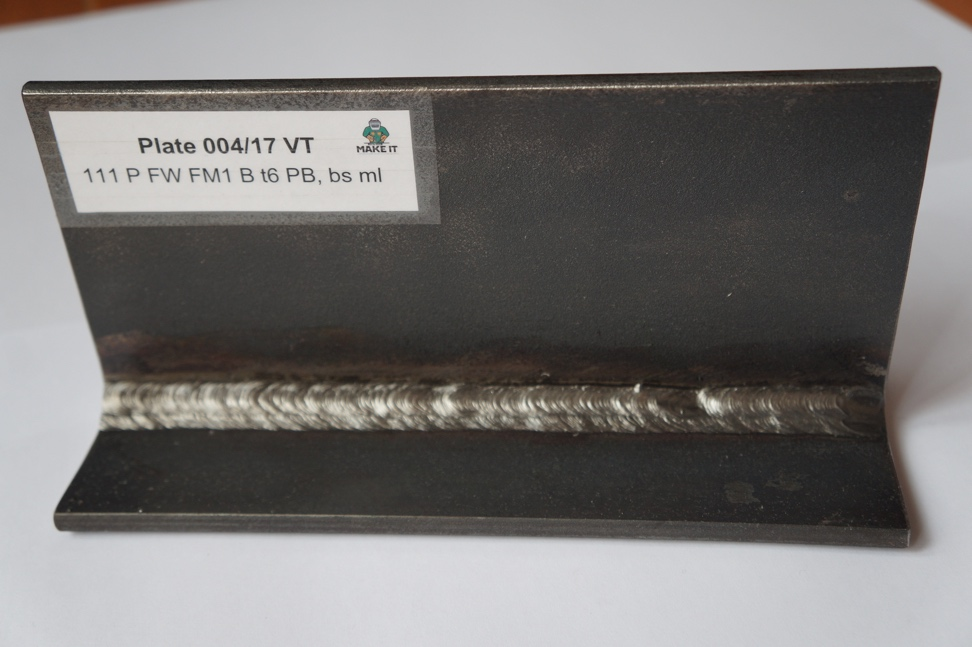 Plate 004/17 VT
MAKE IT
111 P FW FM1 B t6 PB, bs ml